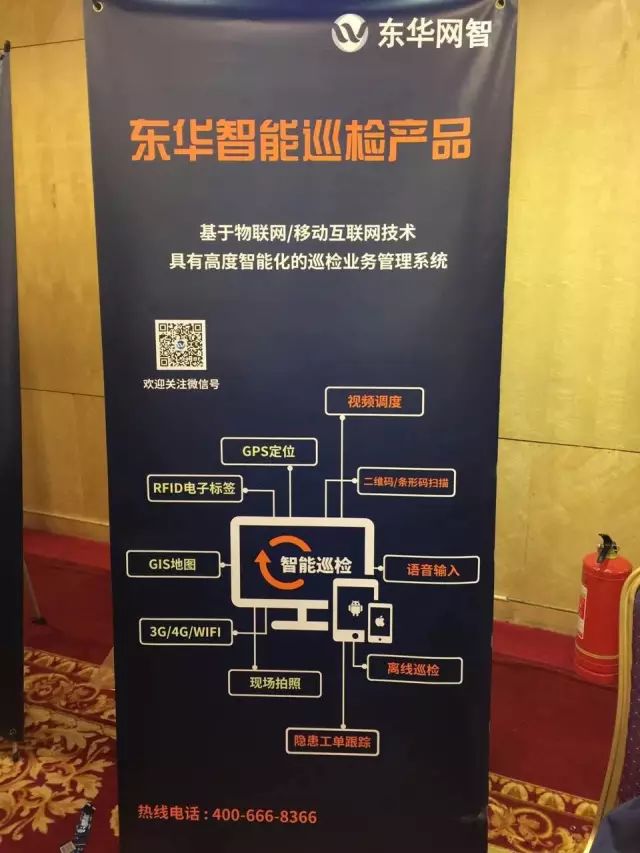 东华网智
东华智能巡检产品
基于物联网/移动互联网技术
具有高度智能化的巡检业务管理系统
欢迎关注微信号
视频调度
GPS定位
二维码/条形码扫描
RFID电子标签
GIS地图
智能巡检
语音输入
3G/4G/WIFI
离线巡检
现场拍照
隐患工单跟踪
热线电话：400-666-8366